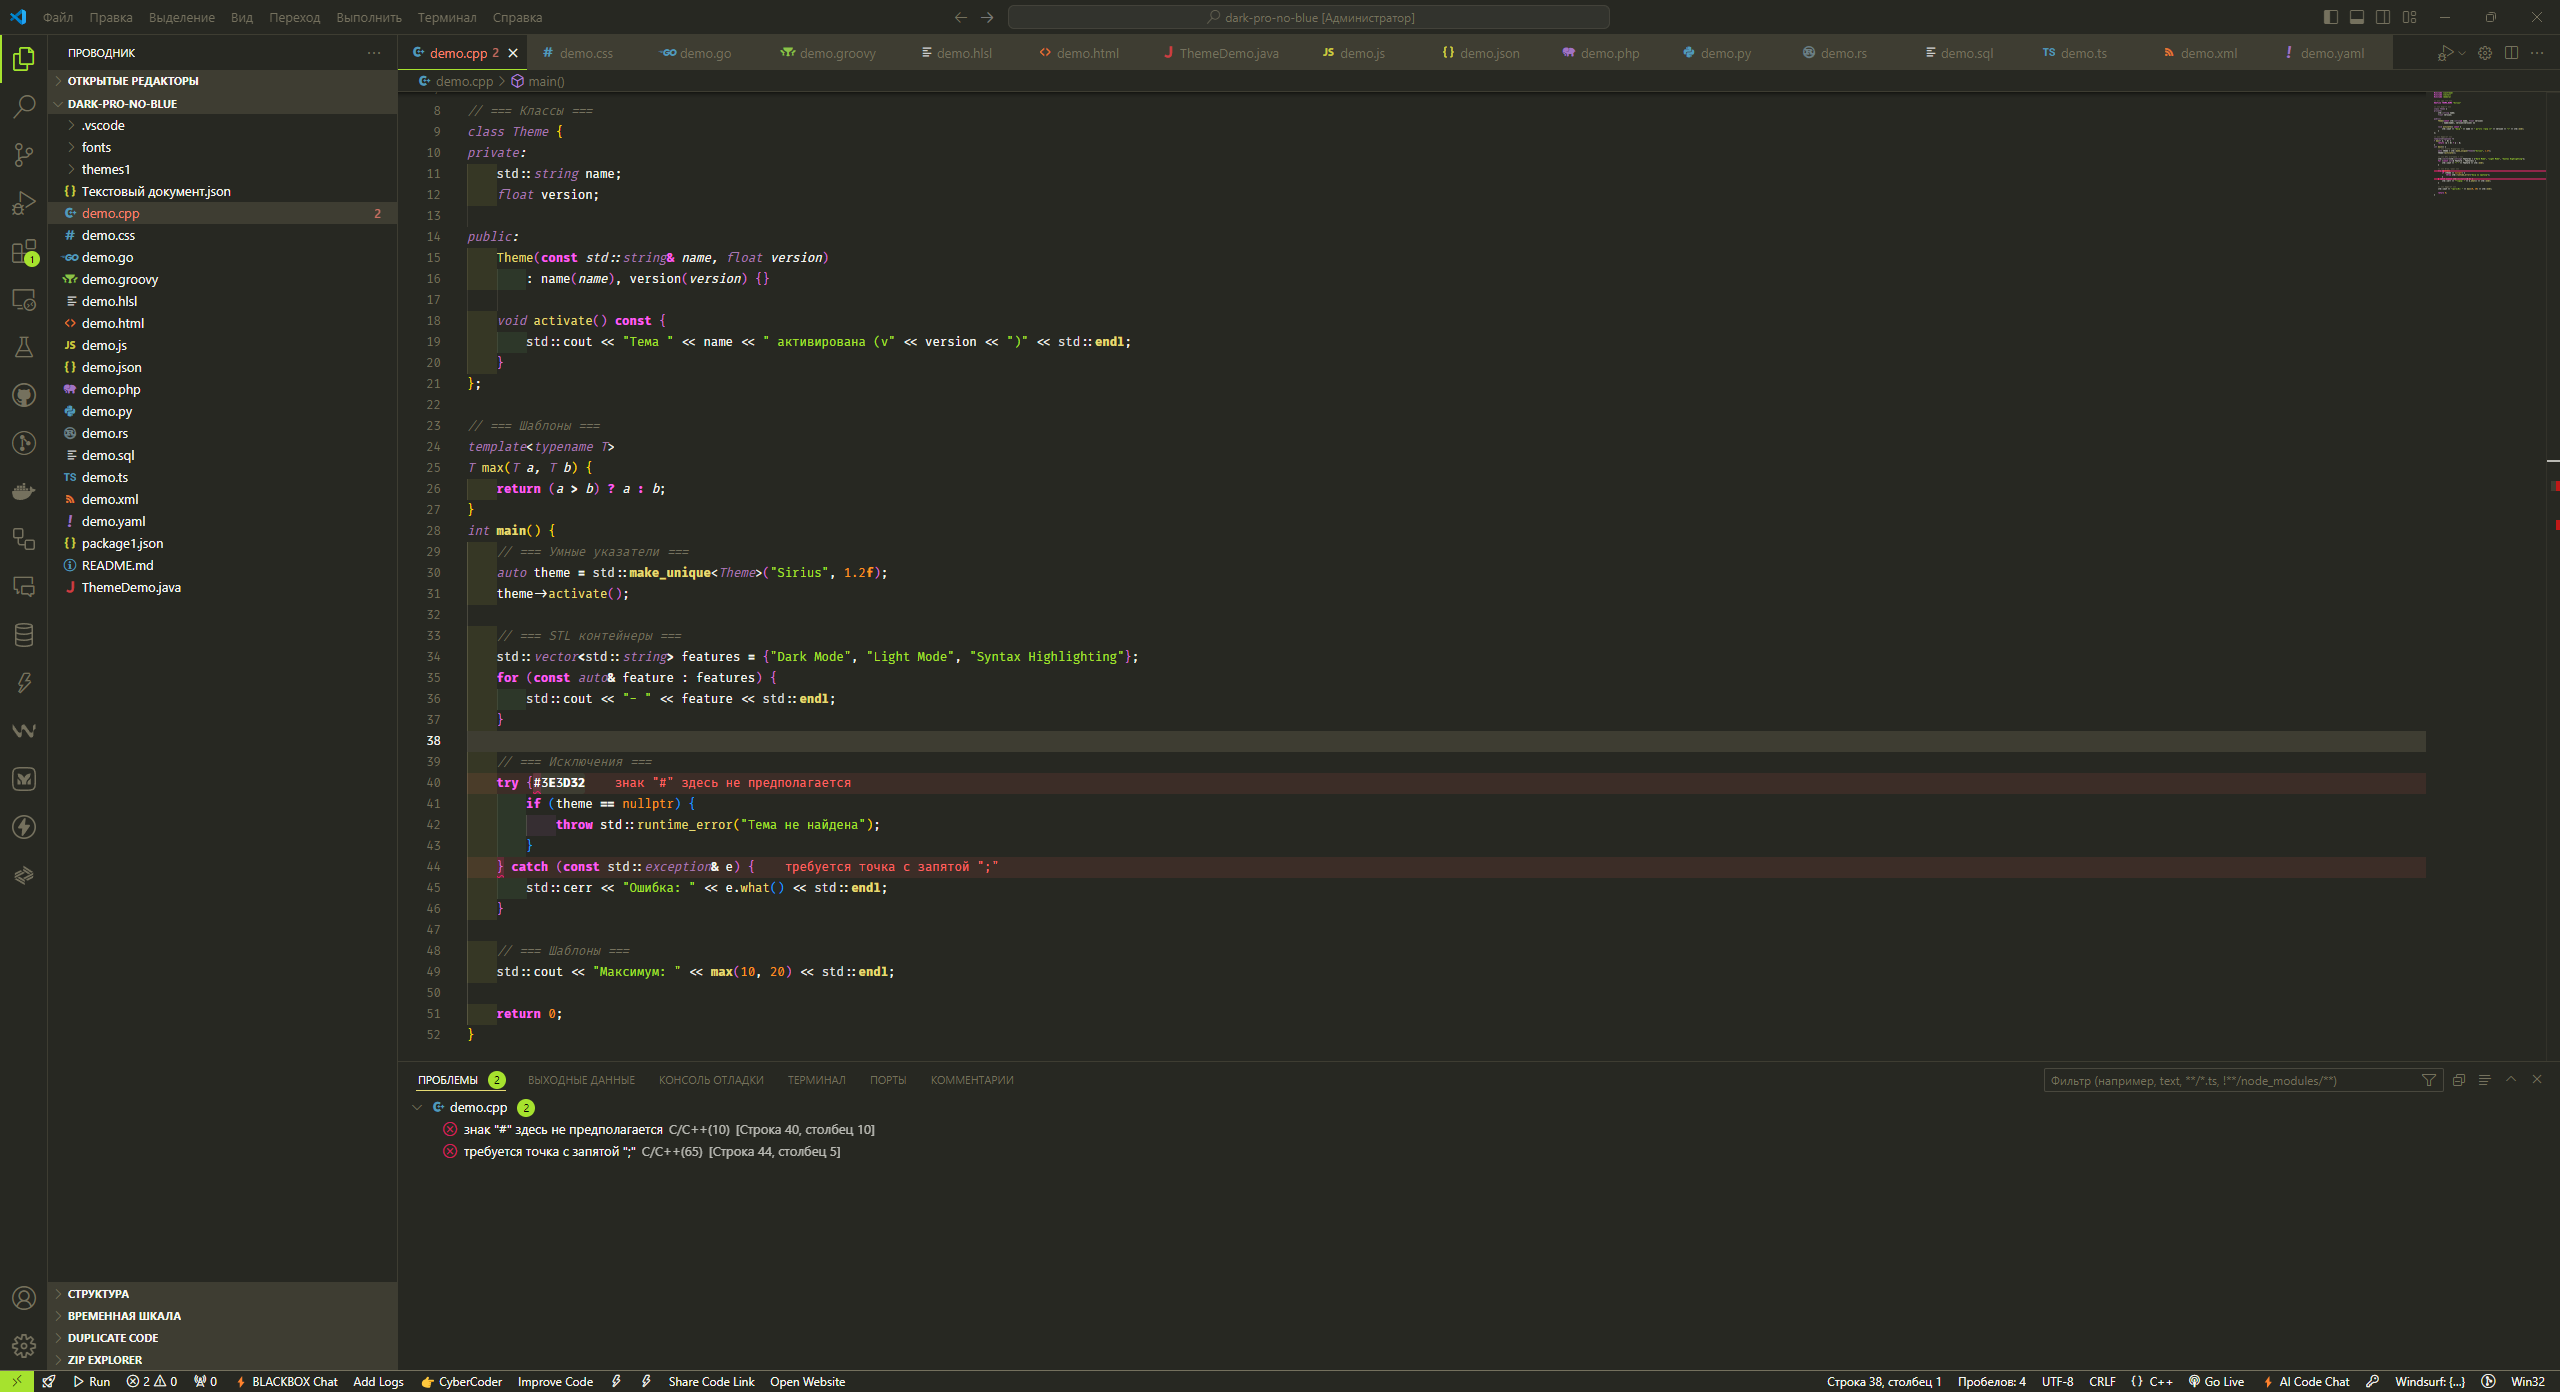 Файл Правка Выделение Вид Переход Выполнить Терминал Справка
dark-pro-no-blue [Администратор]
ПРОВОДНИК
ОТКРЫТЫЕ РЕДАКТОРЫ
DARK-PRO-NO-BLUE
.vscode
fonts
themes1
{} Текстовый документ.json
demo.cpp 2
# demo.css
GO demo.go
demo.groovy
demo.hlsl
<> demo.html
JS demo.js
{} demo.json
demo.php
demo.py
demo.rs
demo.sql
TS demo.ts
demo.xml
! demo.yaml
{} package1.json
README.md
J ThemeDemo.java
СТРУКТУРА
ВРЕМЕННАЯ ШКАЛА
DUPLICATE CODE
ZIP EXPLORER
1
demo.cpp 2 # demo.css GO demo.go demo.groovy demo.hlsl <> demo.html J ThemeDemo.java JS demo.js {} demo.json demo.php demo.py demo.rs demo.sql TS demo.ts demo.xml ! demo.yaml
demo.cpp > main()
8 // === Классы ===
9 class Theme {
10 private:
11 std::string name;
12 float version;
13
14 public:
15 Theme(const std::string& name, float version)
16 : name(name), version(version) {}
17
18 void activate() const {
19 std::cout << "Тема " << name << " активирована (v" << version << ")" << std::endl;
20 }
21 };
22
23 // === Шаблоны ===
24 template<typename T>
25 T max(T a, T b) {
26 return (a > b) ? a : b;
27 }
28 int main() {
29 // === Умные указатели ===
30 auto theme = std::make_unique<Theme>("Sirius", 1.2f);
31 theme->activate();
32
33 // === STL контейнеры ===
34 std::vector<std::string> features = {"Dark Mode", "Light Mode", "Syntax Highlighting"};
35 for (const auto& feature : features) {
36 std::cout << "- " << feature << std::endl;
37 }
38
39 // === Исключения ===
40 try {#3E3D32 знак "#" здесь не предполагается
41 if (theme == nullptr) {
42 throw std::runtime_error("Тема не найдена");
43 }
44 } catch (const std::exception& e) { требуется точка с запятой ";"
45 std::cerr << "Ошибка: " << e.what() << std::endl;
46 }
47
48 // === Шаблоны ===
49 std::cout << "Максимум: " << max(10, 20) << std::endl;
50
51 return 0;
52 }
ПРОБЛЕМЫ 2 ВЫХОДНЫЕ ДАННЫЕ КОНСОЛЬ ОТЛАДКИ ТЕРМИНАЛ ПОРТЫ КОММЕНТАРИИ
Фильтр (например, text, **/*.ts, !**/node_modules/**)
demo.cpp 2
знак "#" здесь не предполагается C/C++(10) [Строка 40, столбец 10]
требуется точка с запятой ";" C/C++(65) [Строка 44, столбец 5]
Run 2 0 0 BLACKBOX Chat Add Logs CyberCoder Improve Code Share Code Link Open Website
Строка 38, столбец 1 Пробелов: 4 UTF-8 CRLF {} C++ Go Live AI Code Chat Windsurf: {...} Win32